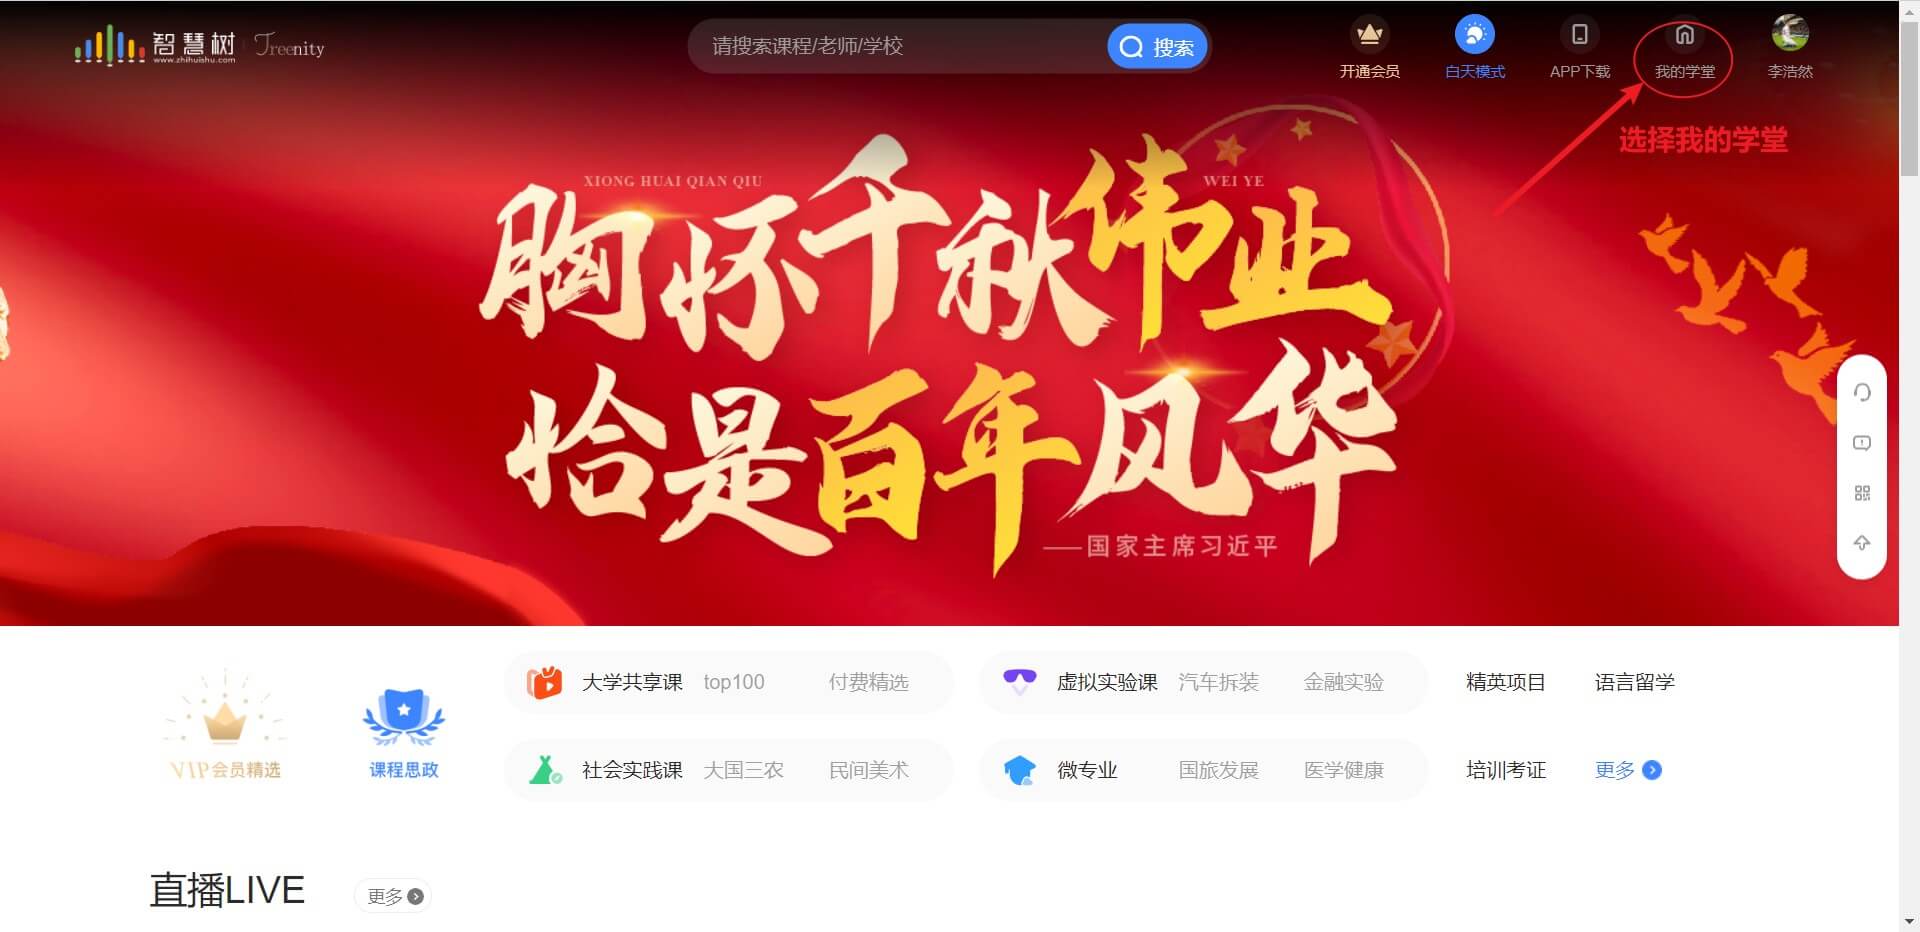 智慧树
www.zhihuishu.com
Treenity
请搜索课程/老师/学校
搜索
开通会员
白天模式
APP下载
我的学堂
李浩然
选择我的学堂
XIONG HUAI QIAN QIU
WEI YE
胸怀千秋伟业
恰是百年风华
——国家主席习近平
VIP会员精选
课程思政
大学共享课 top100 付费精选
虚拟实验课 汽车拆装 金融实验
精英项目 语言留学
社会实践课 大国三农 民间美术
微专业 国旅发展 医学健康
培训考证 更多
直播LIVE 更多